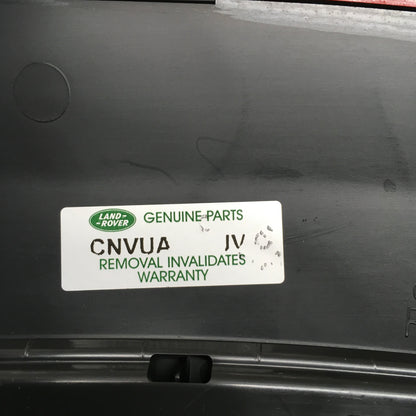 LAND-
ROVER
GENUINE PARTS
CNVUA JV
REMOVAL INVALIDATES
WARRANTY